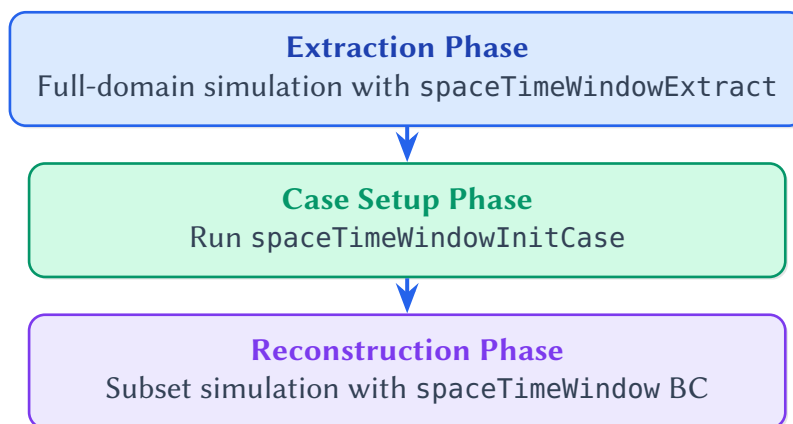 Extraction Phase
Full-domain simulation with spaceTimeWindowExtract
Case Setup Phase
Run spaceTimeWindowInitCase
Reconstruction Phase
Subset simulation with spaceTimeWindow BC